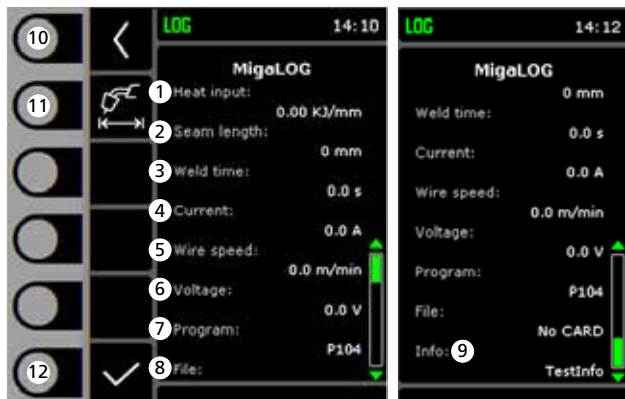 LOG 14:10
MigaLOG
10
11
12
1 Heat input:
0.00 KJ/mm
2 Seam length:
0 mm
3 Weld time:
0.0 s
4 Current:
0.0 A
5 Wire speed:
0.0 m/min
6 Voltage:
0.0 V
7 Program:
P104
8 File:
LOG 14:12
MigaLOG
0 mm
Weld time:
0.0 s
Current:
0.0 A
Wire speed:
0.0 m/min
Voltage:
0.0 V
Program:
P104
File:
No CARD
Info: 9
TestInfo